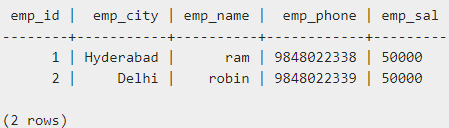 emp_id | emp_city | emp_name | emp_phone | emp_sal
--------+-----------+----------+------------+---------
1 | Hyderabad | ram | 9848022338 | 50000
2 | Delhi | robin | 9848022339 | 50000
(2 rows)